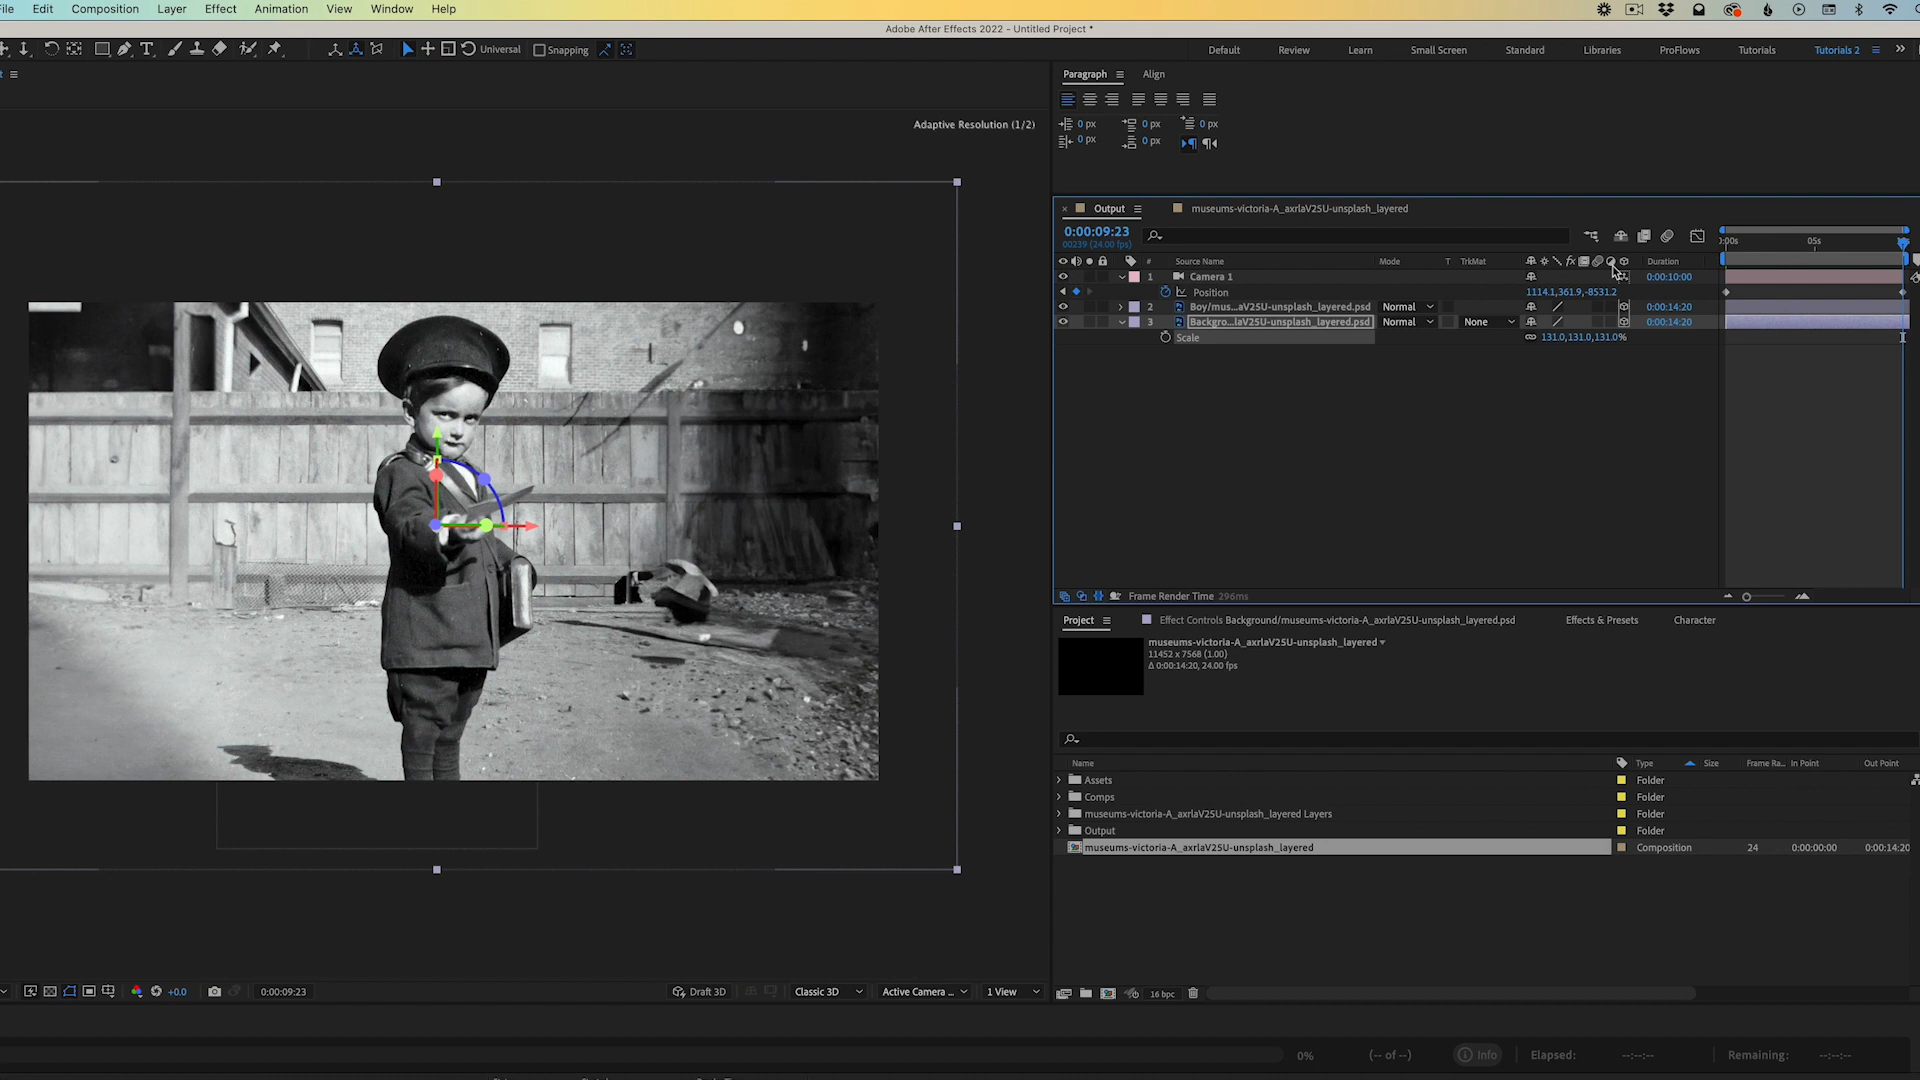 File Edit Composition Layer Effect Animation View Window Help
Adobe After Effects 2022 - Untitled Project *
Universal Snapping Default Review Learn Small Screen Standard Libraries ProFlows Tutorials Tutorials 2
Paragraph Align
Adaptive Resolution (1/2)
0 px 0 px 0 px
0 px 0 px
Output museums-victoria-A_axrlaV25U-unsplash_layered
0:00:09:23
00239 (24.00 fps)
05s
# Source Name Mode T TrkMat Duration
1 Camera 1 0:00:10:00
Position 1114.1,361.9,-8531.2
2 Boy/mus...aV25U-unsplash_layered.psd Normal 0:00:14:20
3 Backgro...laV25U-unsplash_layered.psd Normal None 0:00:14:20
Scale 131.0,131.0,131.0%
Frame Render Time 296ms
Project Effect Controls Background/museums-victoria-A_axrlaV25U-unsplash_layered.psd Effects & Presets Character
museums-victoria-A_axrlaV25U-unsplash_layered
11452 x 7568 (1.00)
Δ 0:00:14:20, 24.00 fps
Name Type Size Frame Ra... In Point Out Point
Assets Folder
Comps Folder
museums-victoria-A_axrlaV25U-unsplash_layered Layers Folder
Output Folder
museums-victoria-A_axrlaV25U-unsplash_layered Composition 24 0:00:00:00 0:00:14:20
+0.0 0:00:09:23 Draft 3D Classic 3D Active Camera ... 1 View
16 bpc
0% (-- of --) Info Elapsed: --:--:-- Remaining: --:--:--